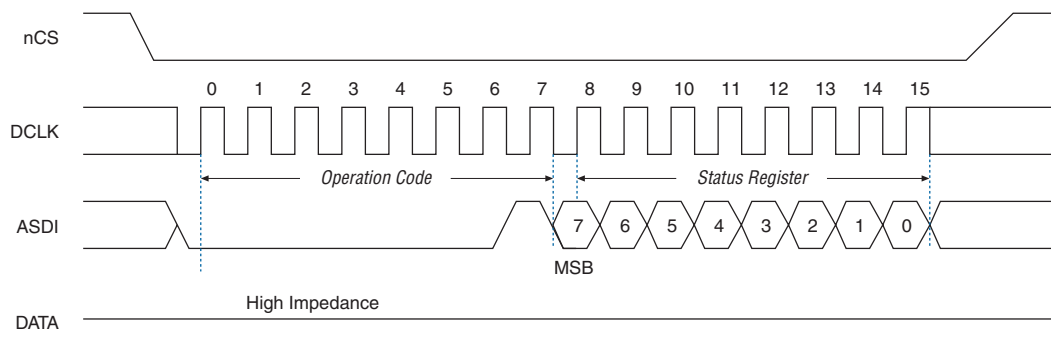 nCS
0 1 2 3 4 5 6 7 8 9 10 11 12 13 14 15
DCLK
Operation Code Status Register
ASDI
7 6 5 4 3 2 1 0
MSB
High Impedance
DATA